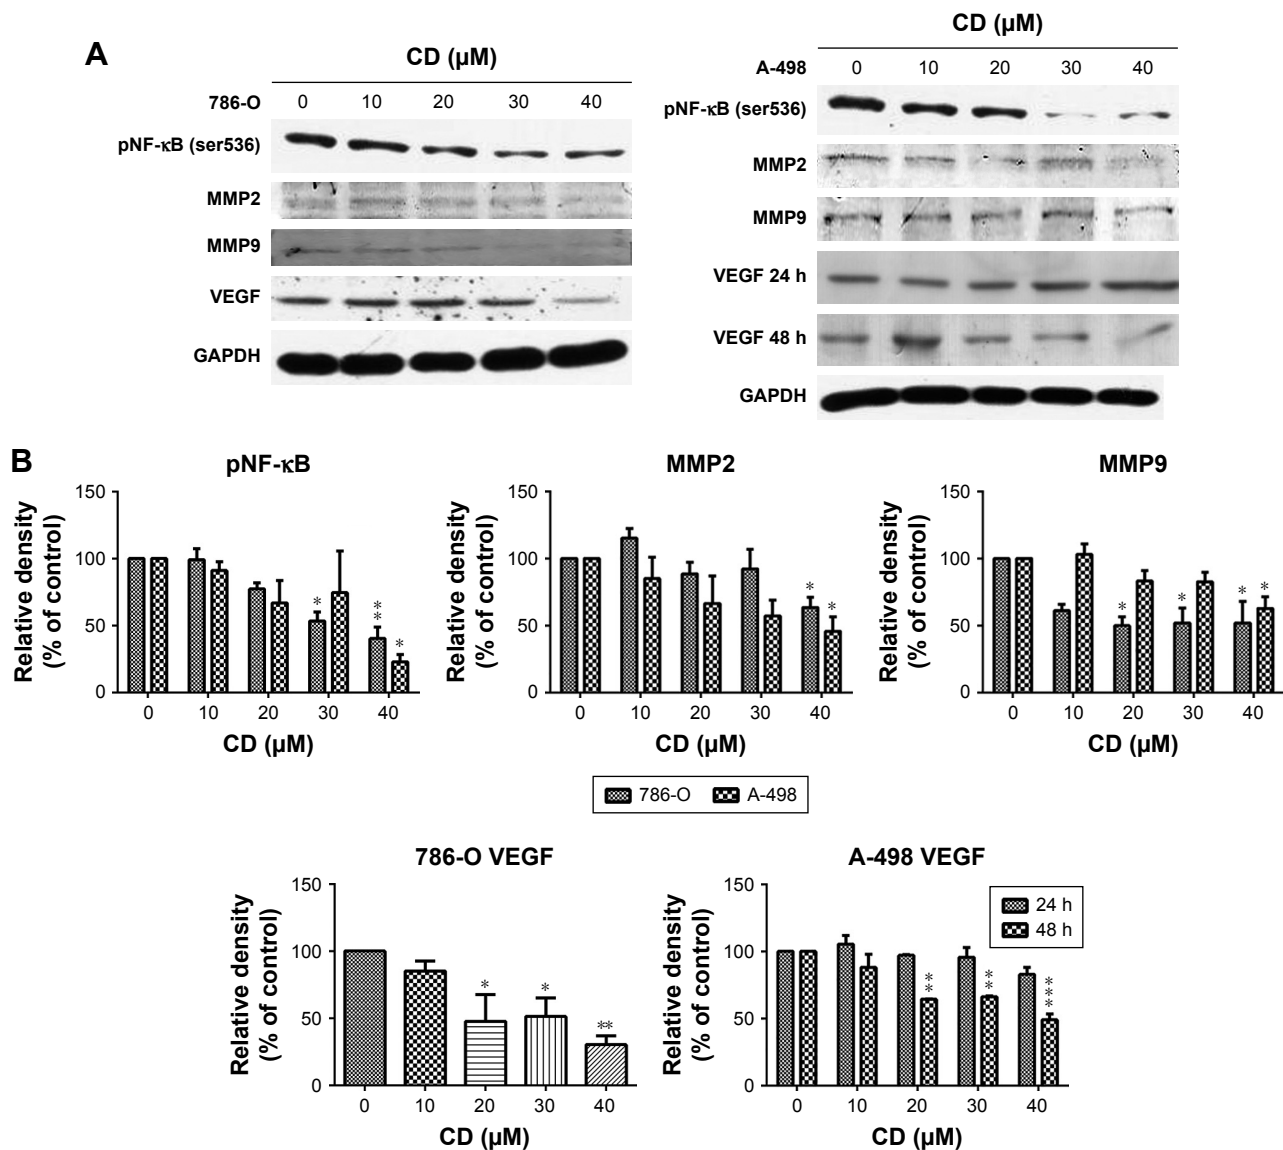 A
CD (µM)
786-O 0 10 20 30 40
pNF-κB (ser536)
MMP2
MMP9
VEGF
GAPDH
CD (µM)
A-498 0 10 20 30 40
pNF-κB (ser536)
MMP2
MMP9
VEGF 24 h
VEGF 48 h
GAPDH
B
pNF-κB
Relative density
(% of control)
150
100
50
0
* ** *
0 10 20 30 40
CD (µM)
MMP2
Relative density
(% of control)
150
100
50
0
* *
0 10 20 30 40
CD (µM)
MMP9
Relative density
(% of control)
150
100
50
0
* * * *
0 10 20 30 40
CD (µM)
786-O A-498
786-O VEGF
Relative density
(% of control)
150
100
50
0
* * **
0 10 20 30 40
CD (µM)
A-498 VEGF
Relative density
(% of control)
150
100
50
0
24 h
48 h
** ** ***
0 10 20 30 40
CD (µM)